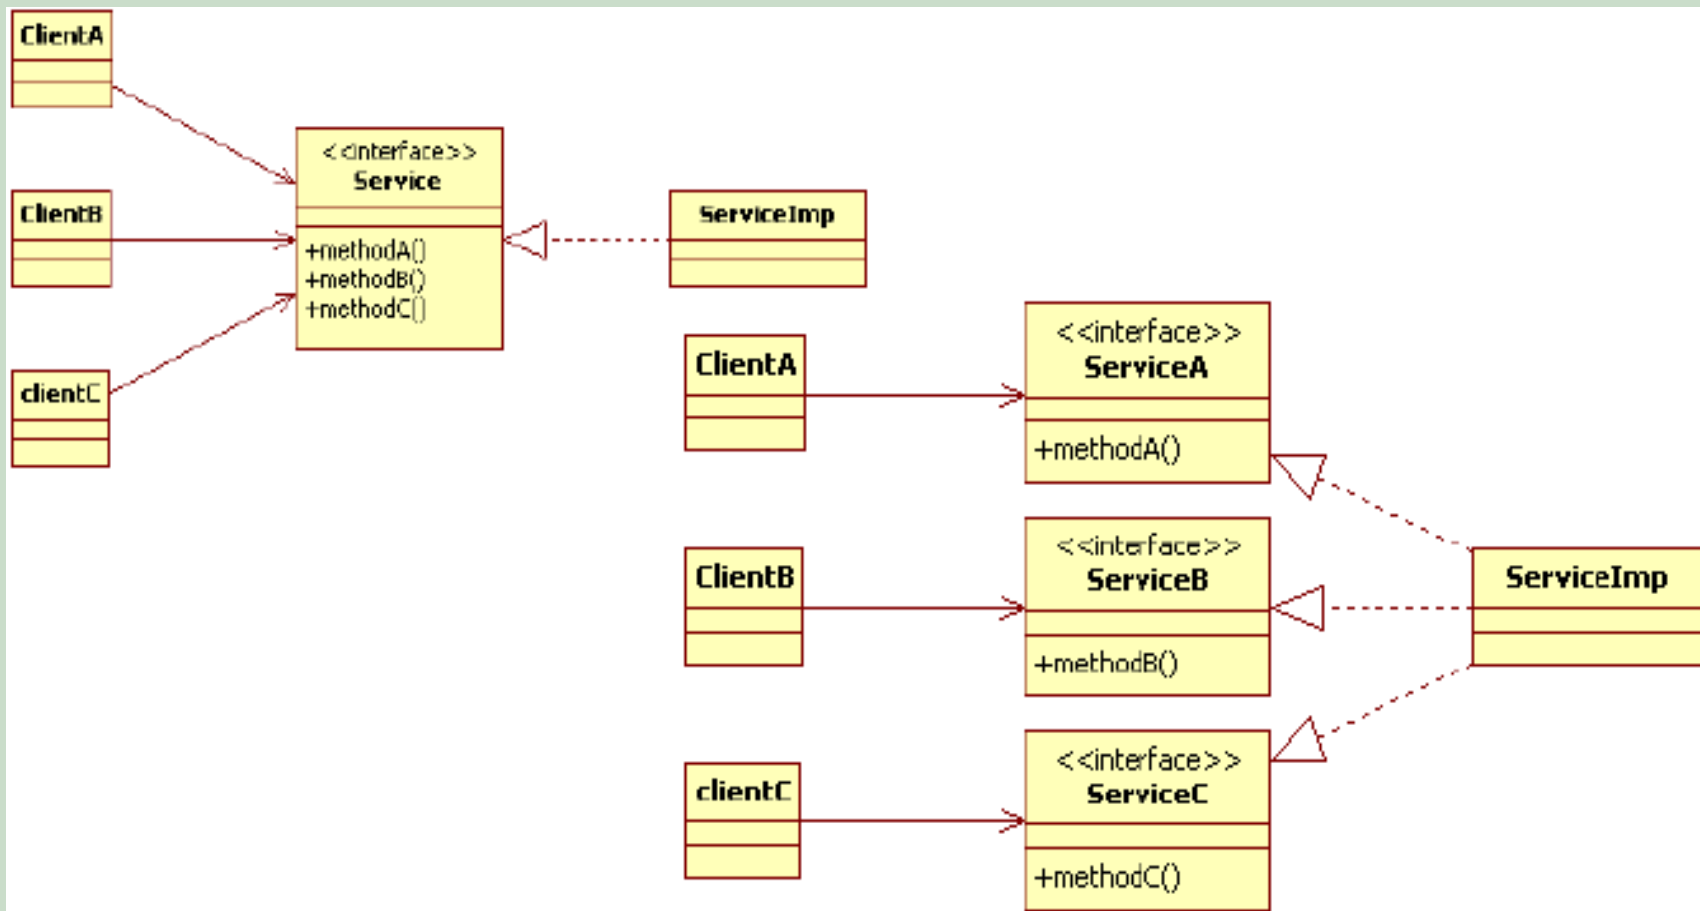 ClientA
<<interface>>
Service
+methodA()
+methodB()
+methodC()
ClientB
clientC
ServiceImp
ClientA
<<interface>>
ServiceA
+methodA()
ClientB
<<interface>>
ServiceB
+methodB()
ServiceImp
clientC
<<interface>>
ServiceC
+methodC()